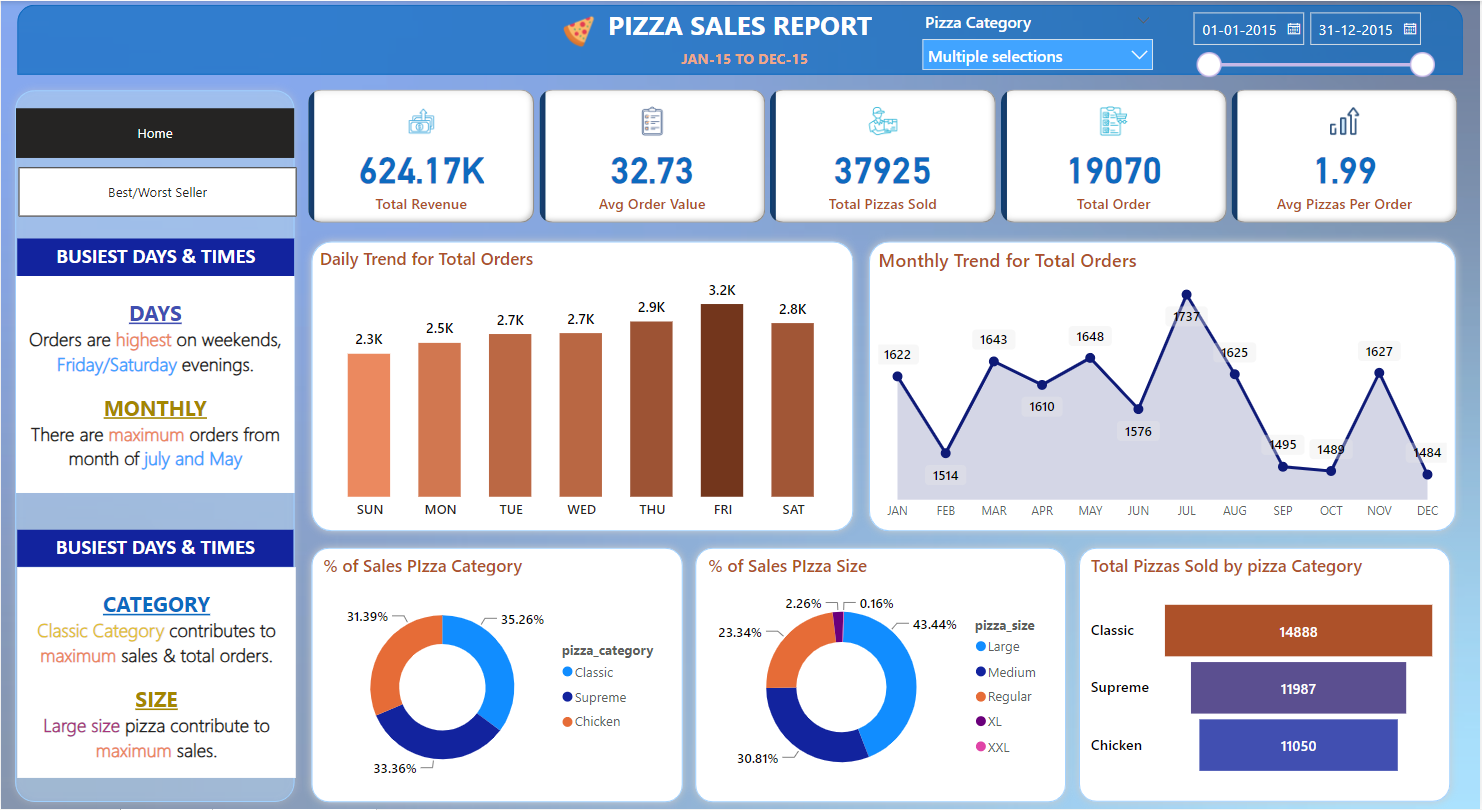 PIZZA SALES REPORT
JAN-15 TO DEC-15
Pizza Category
Multiple selections
01-01-2015
31-12-2015
Home
Best/Worst Seller
BUSIEST DAYS & TIMES
DAYS
Orders are highest on weekends,
Friday/Saturday evenings.
MONTHLY
There are maximum orders from
month of july and May
BUSIEST DAYS & TIMES
CATEGORY
Classic Category contributes to
maximum sales & total orders.
SIZE
Large size pizza contribute to
maximum sales.
624.17K
Total Revenue
32.73
Avg Order Value
37925
Total Pizzas Sold
19070
Total Order
1.99
Avg Pizzas Per Order
Daily Trend for Total Orders
2.3K
2.5K
2.7K
2.7K
2.9K
3.2K
2.8K
SUN
MON
TUE
WED
THU
FRI
SAT
Monthly Trend for Total Orders
1622
1514
1643
1610
1648
1576
1737
1625
1495
1489
1627
1484
JAN
FEB
MAR
APR
MAY
JUN
JUL
AUG
SEP
OCT
NOV
DEC
% of Sales PIzza Category
31.39%
35.26%
33.36%
pizza_category
Classic
Supreme
Chicken
% of Sales PIzza Size
2.26%
0.16%
23.34%
43.44%
30.81%
pizza_size
Large
Medium
Regular
XL
XXL
Total Pizzas Sold by pizza Category
Classic
14888
Supreme
11987
Chicken
11050